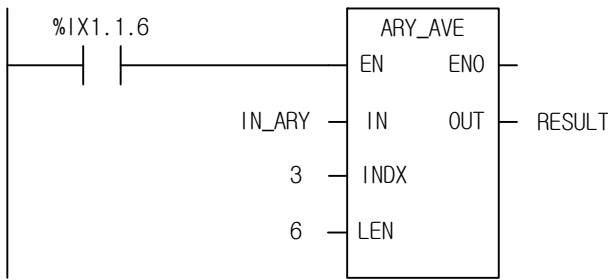 %IX1.1.6
ARY_AVE
EN ENO
IN_ARY IN OUT RESULT
3 INDX
6 LEN